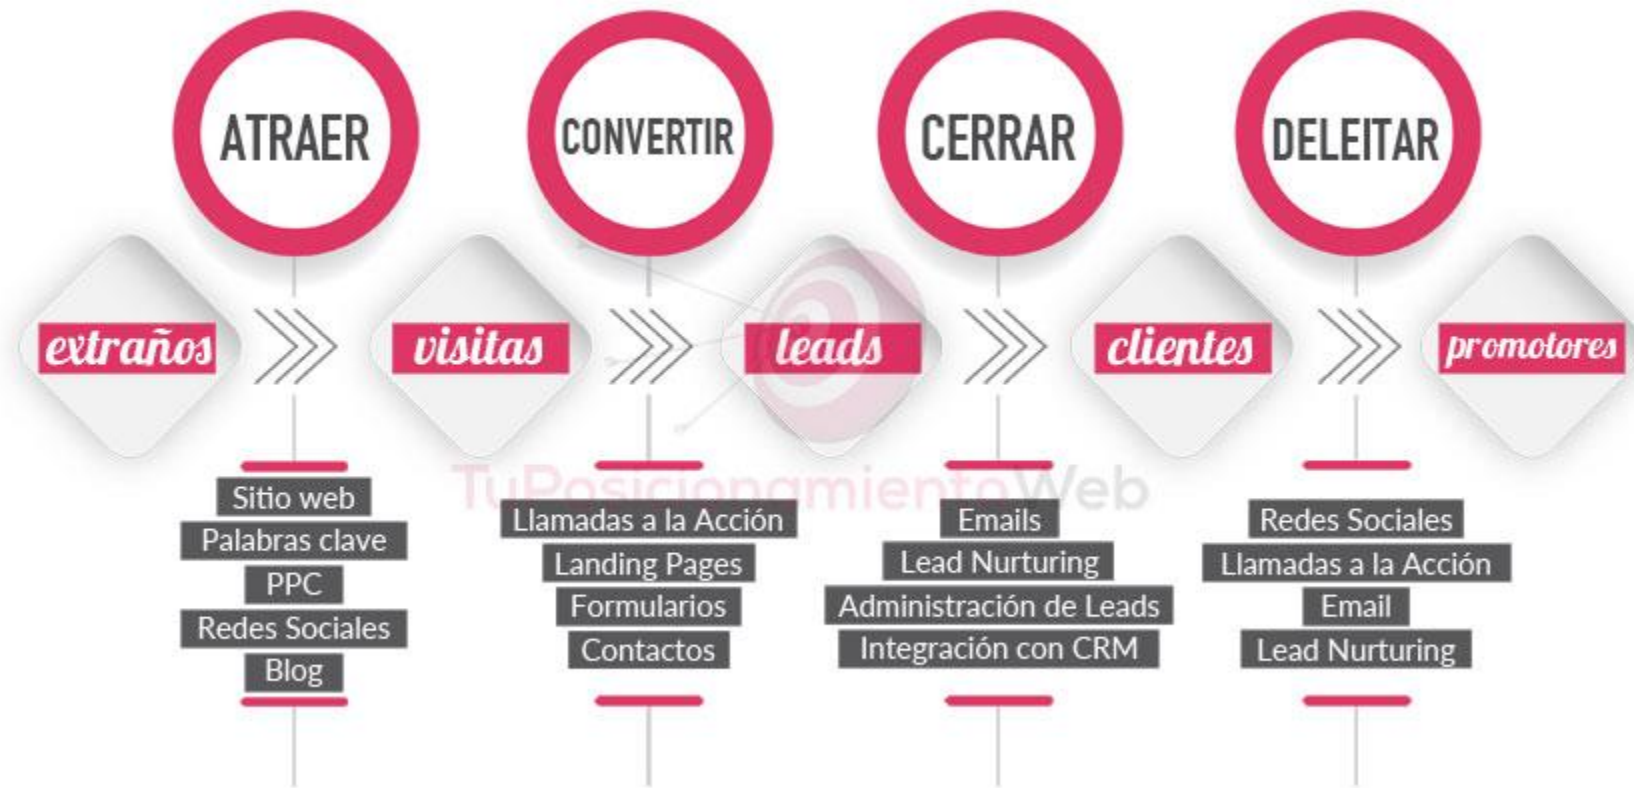 ATRAER
CONVERTIR
CERRAR
DELEITAR
extraños
visitas
leads
clientes
promotores
TuPosicionamientoWeb
Sitio web
Palabras clave
PPC
Redes Sociales
Blog
Llamadas a la Acción
Landing Pages
Formularios
Contactos
Emails
Lead Nurturing
Administración de Leads
Integración con CRM
Redes Sociales
Llamadas a la Acción
Email
Lead Nurturing